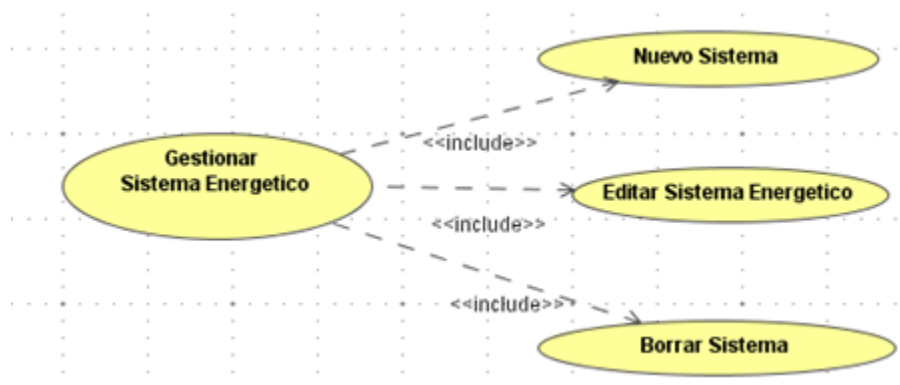 Nuevo Sistema
<<include>>
Gestionar
Sistema Energetico
Editar Sistema Energetico
<<include>>
<<include>>
Borrar Sistema